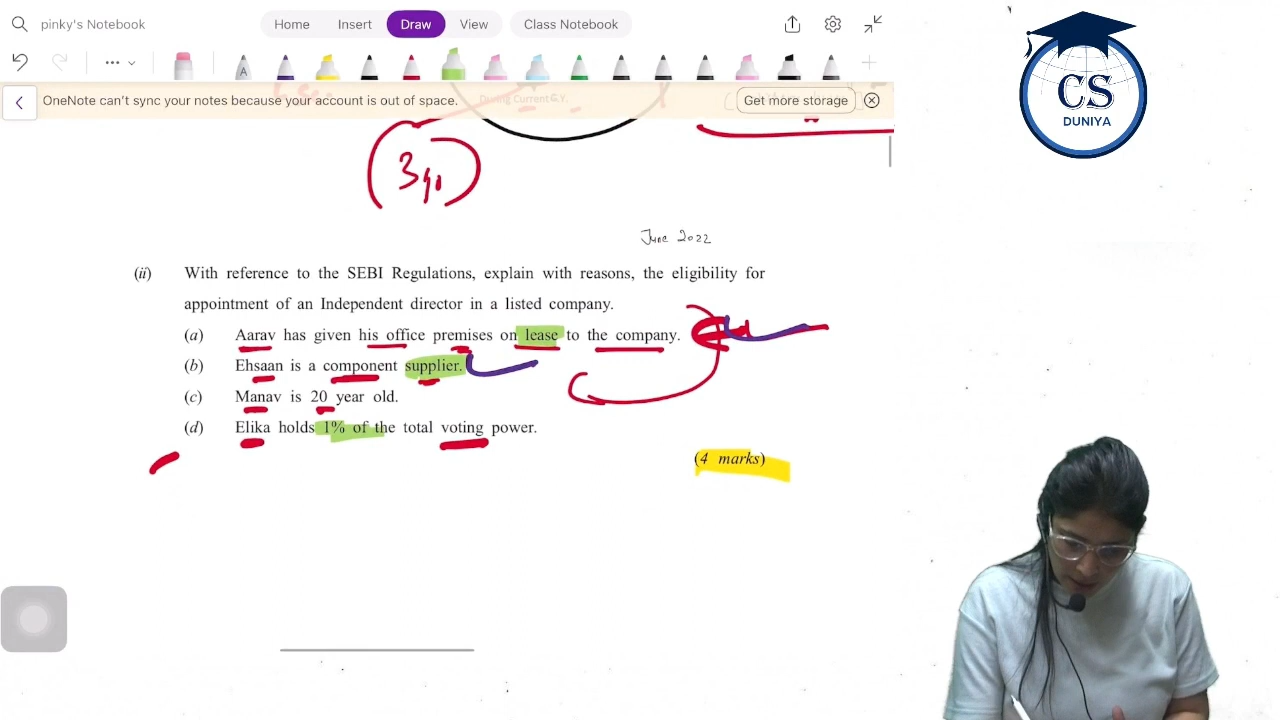 pinky's Notebook
Home Insert Draw View Class Notebook
A
OneNote can't sync your notes because your account is out of space.
During Current G.Y.
Get more storage
CS
DUNIYA
June 2022
(ii) With reference to the SEBI Regulations, explain with reasons, the eligibility for
appointment of an Independent director in a listed company.
(a) Aarav has given his office premises on lease to the company.
(b) Ehsaan is a component supplier.
(c) Manav is 20 year old.
(d) Elika holds 1% of the total voting power.
(4 marks)